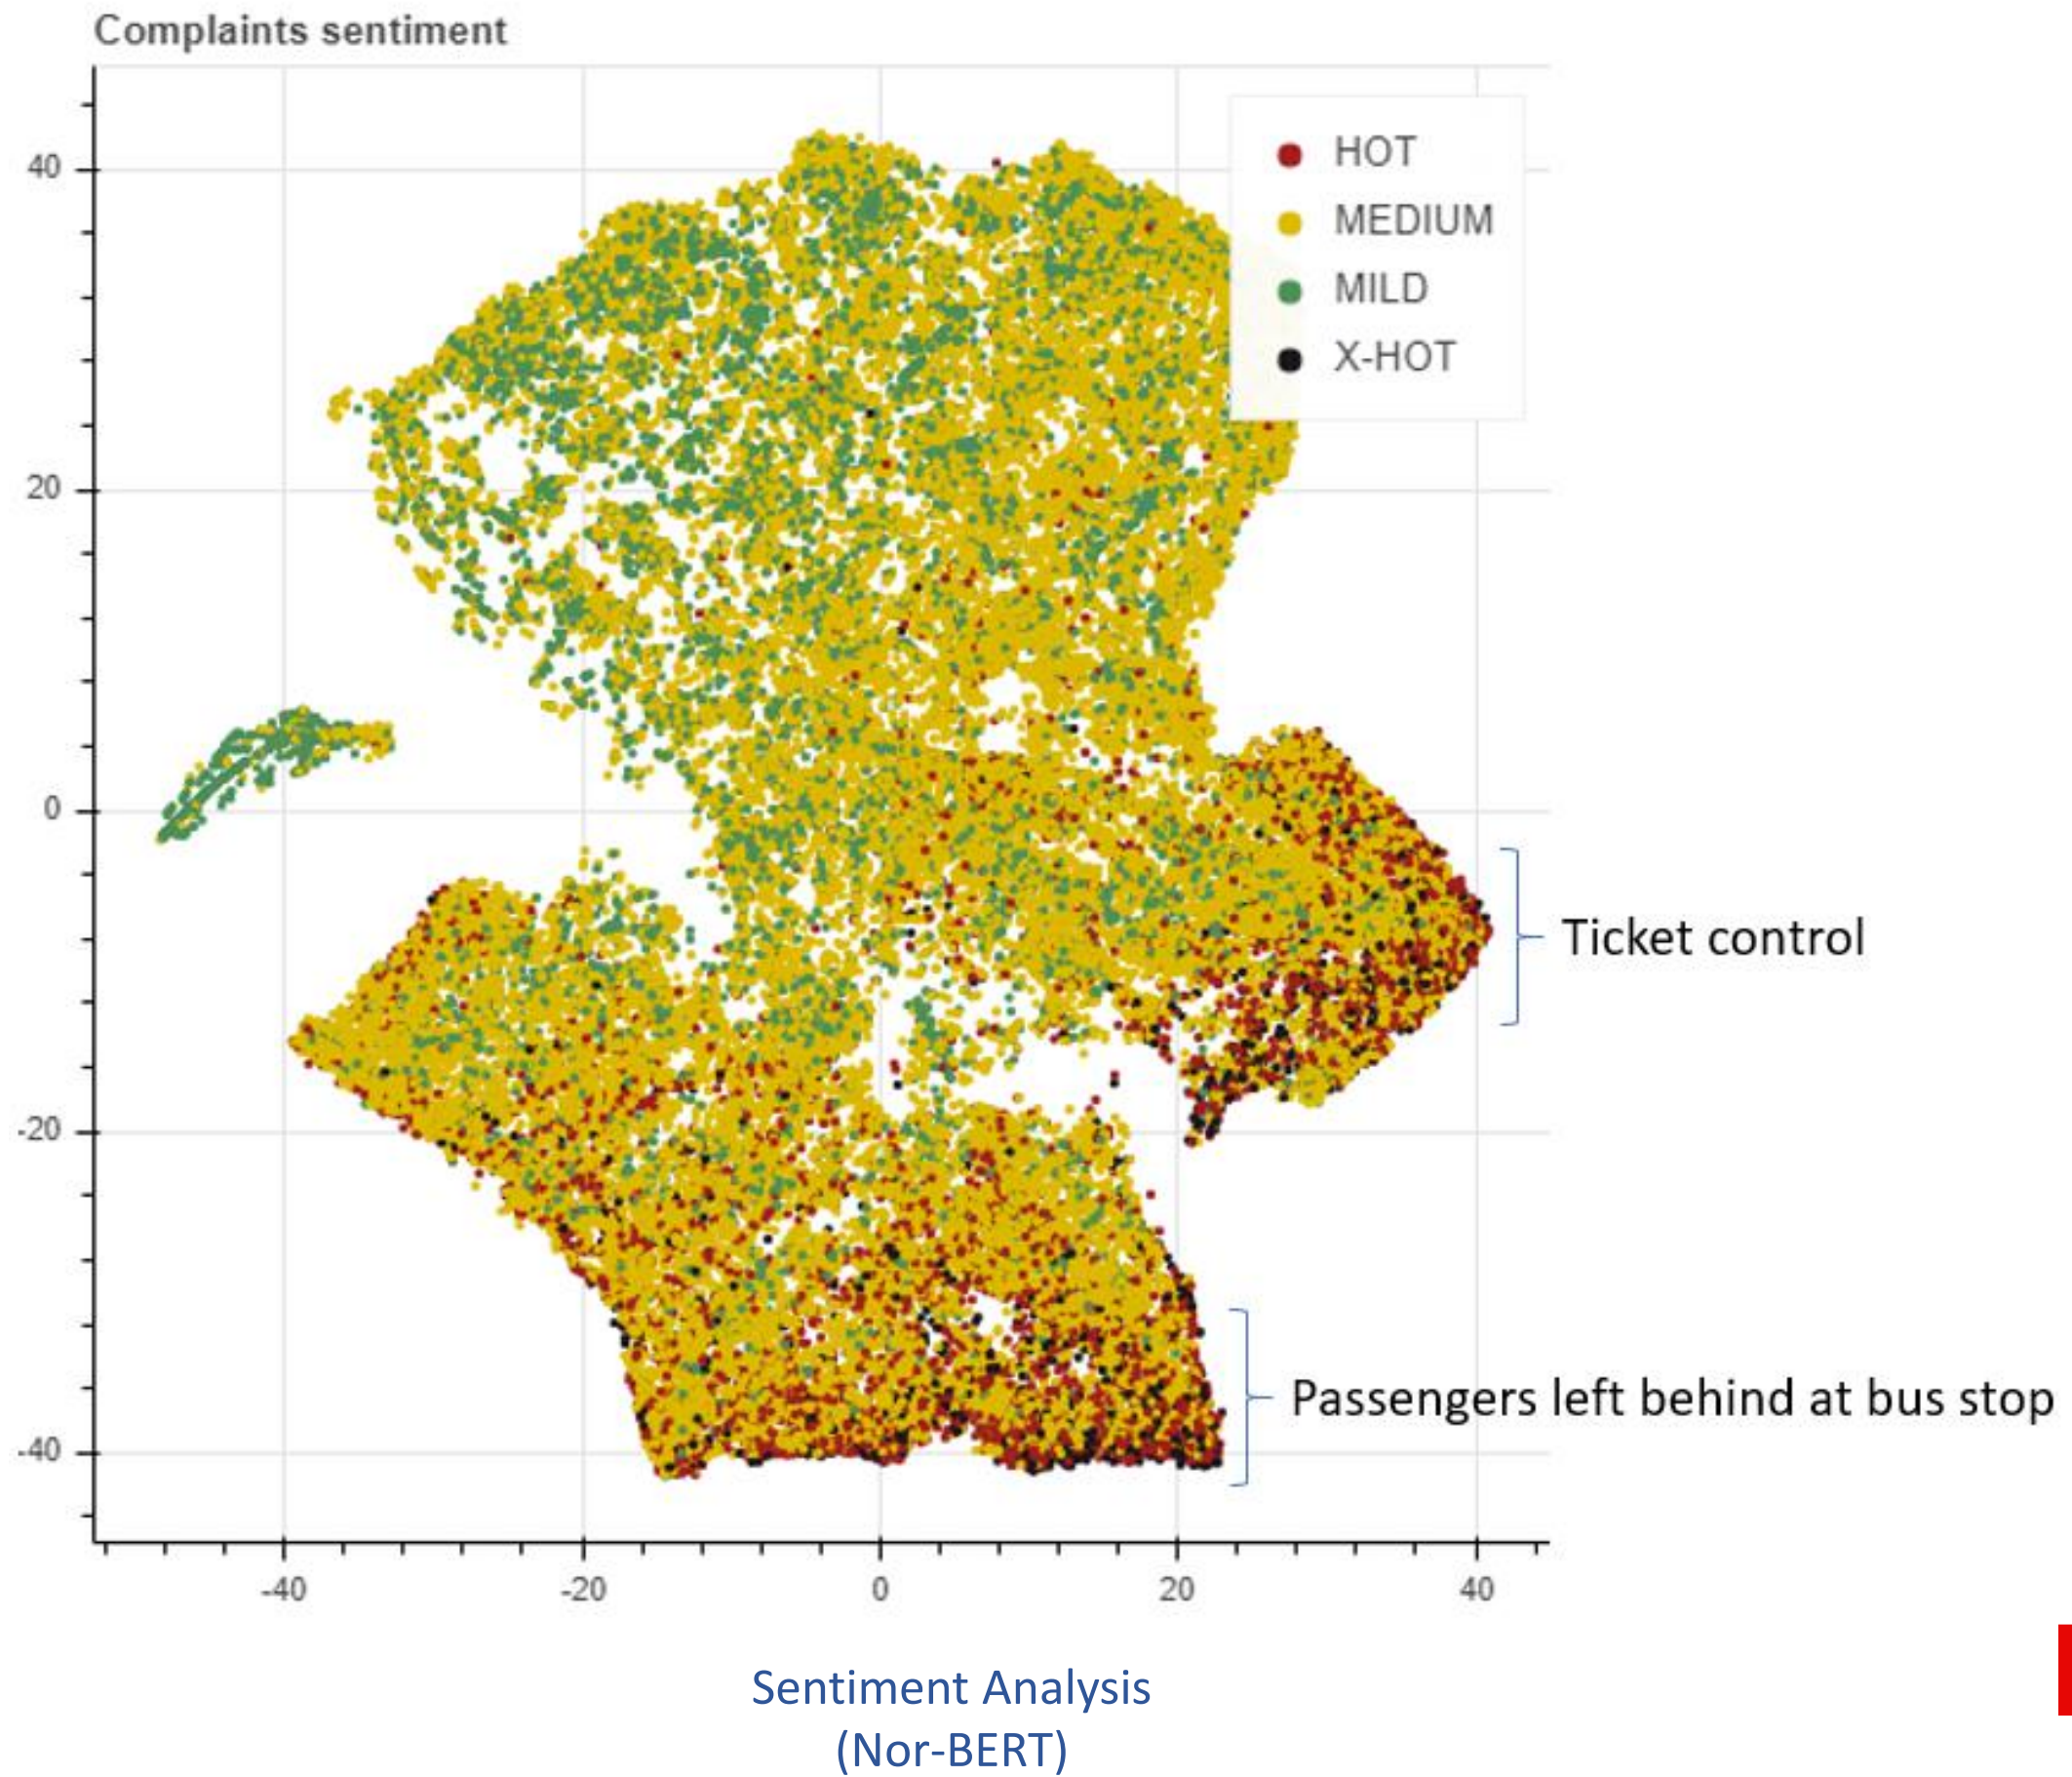 Complaints sentiment
HOT
MEDIUM
MILD
X-HOT
40
20
0
-20
-40
Ticket control
Passengers left behind at bus stop
-40
-20
0
20
40
Sentiment Analysis
(Nor-BERT)